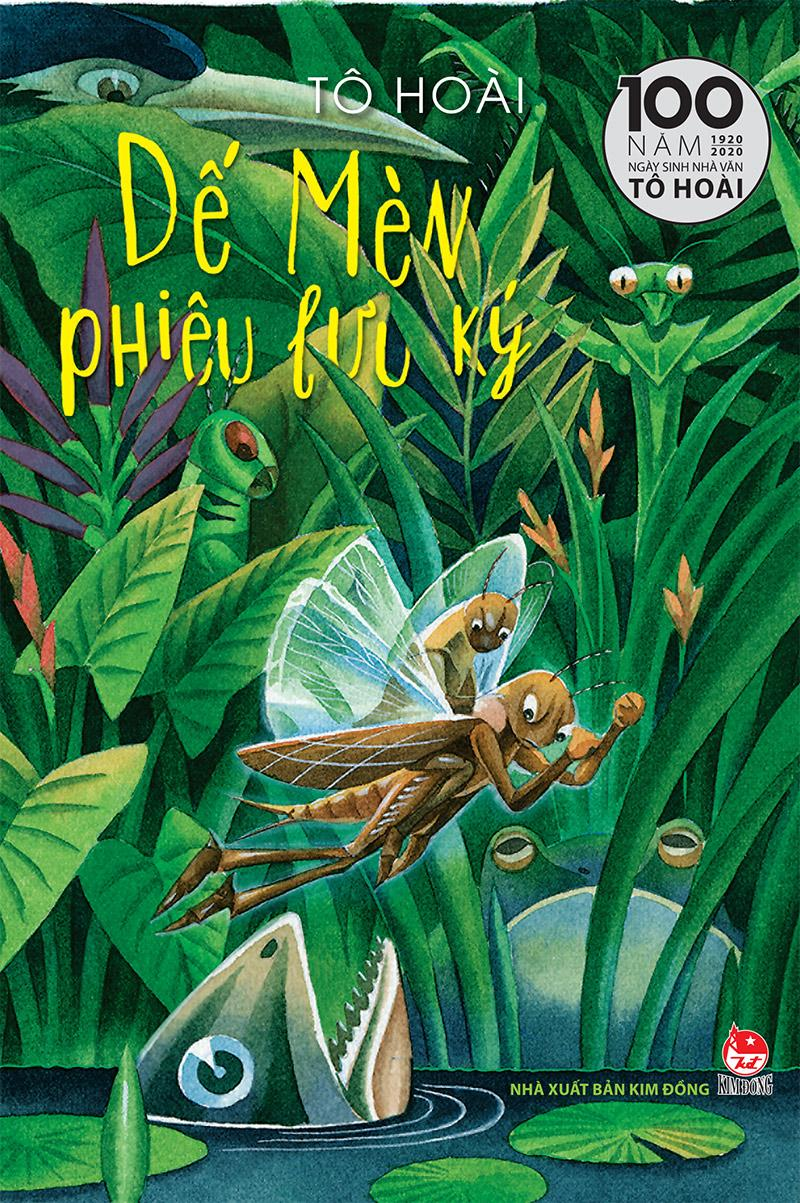 TÔ HOÀI
100
NĂM 1920 2020
NGÀY SINH NHÀ VĂN
TÔ HOÀI
Dế Mèn
phiêu lưu ký
NHÀ XUẤT BẢN KIM ĐỒNG
KIM ĐỒNG